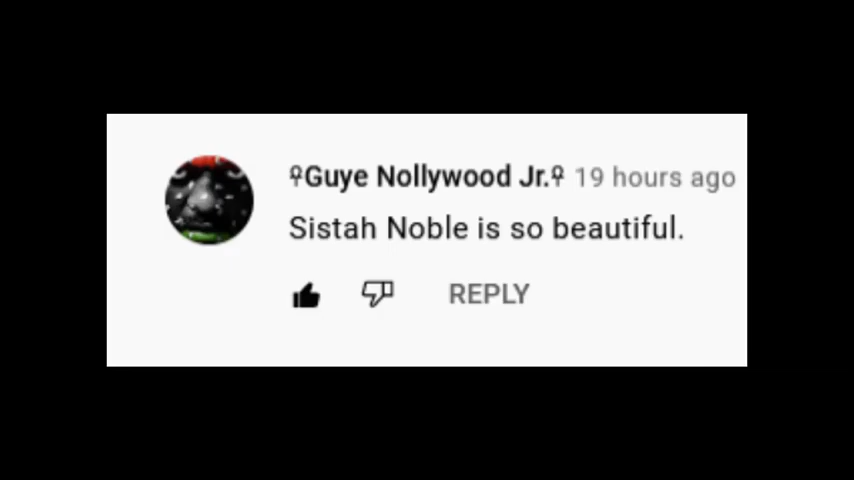 ♀Guye Nollywood Jr.♀ 19 hours ago
Sistah Noble is so beautiful.
REPLY